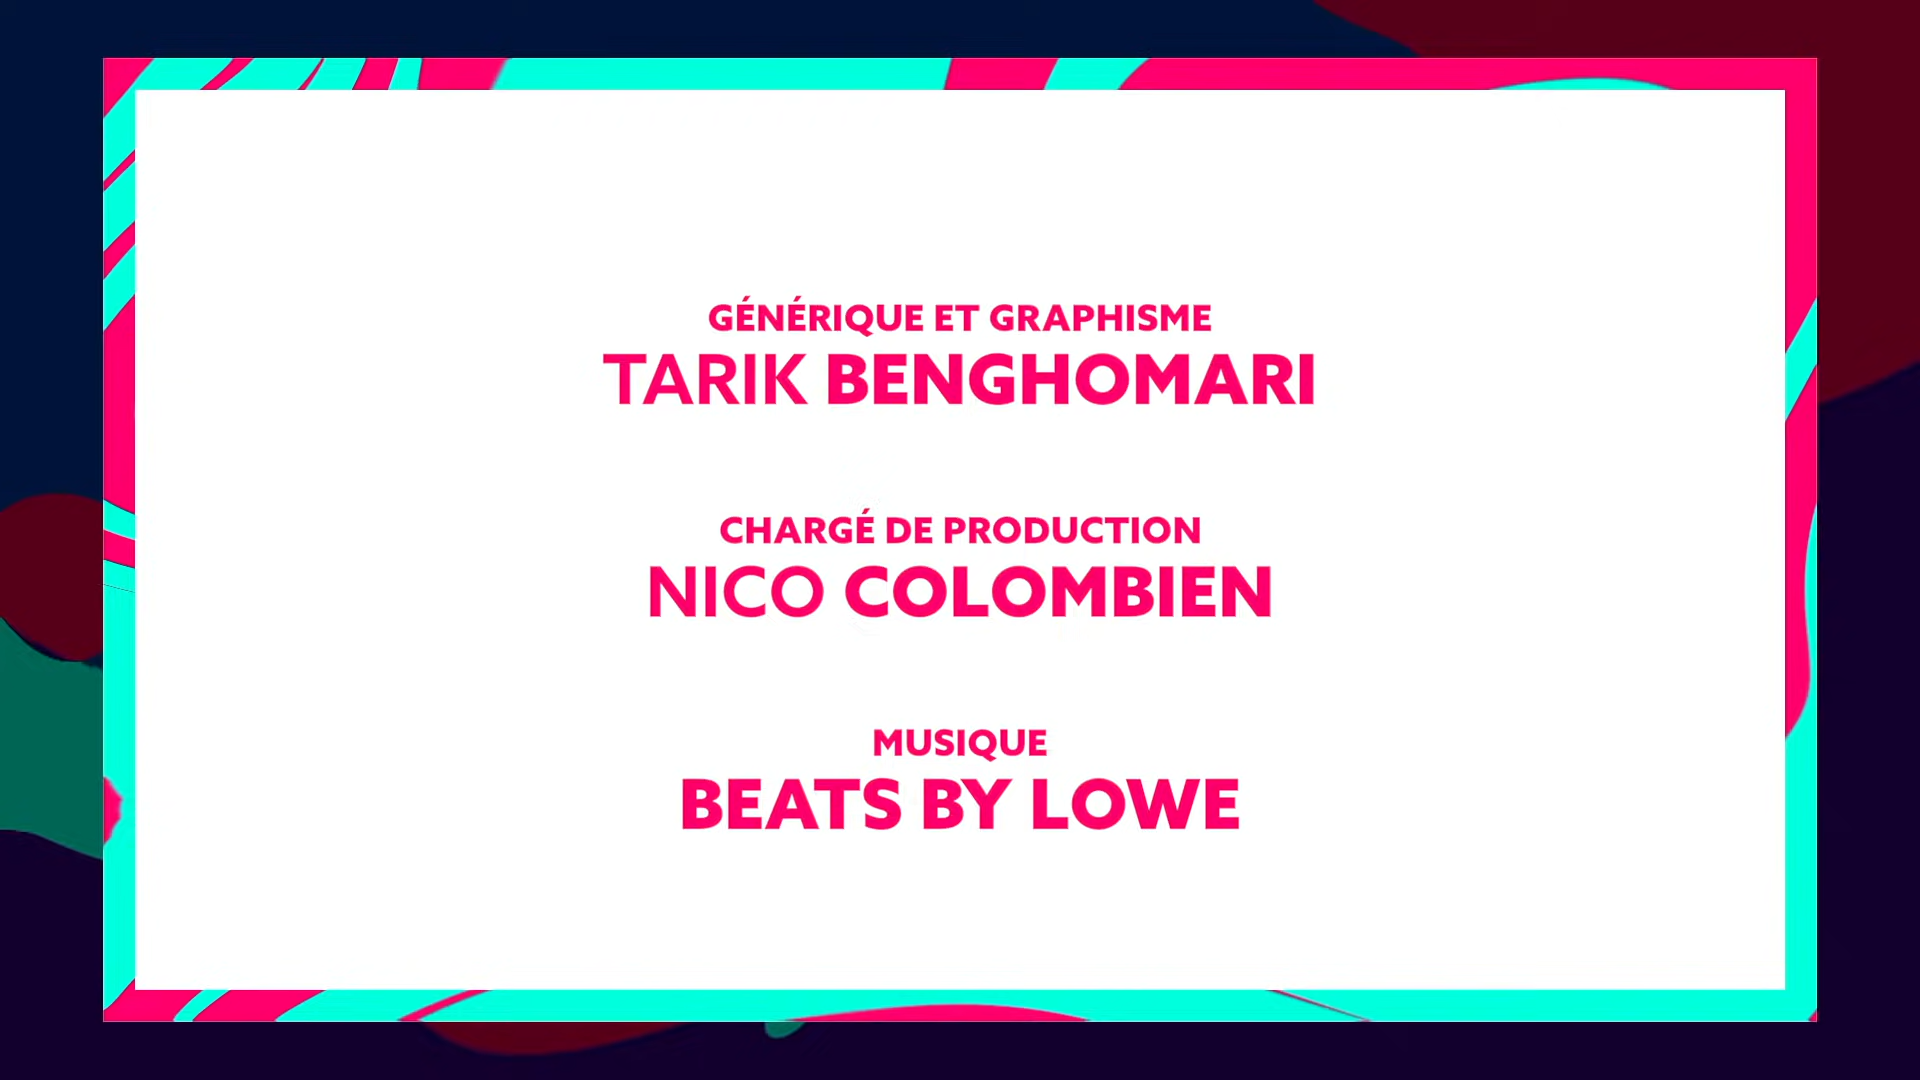 GÉNÉRIQUE ET GRAPHISME
TARIK BENGHOMARI
CHARGÉ DE PRODUCTION
NICO COLOMBIEN
MUSIQUE
BEATS BY LOWE